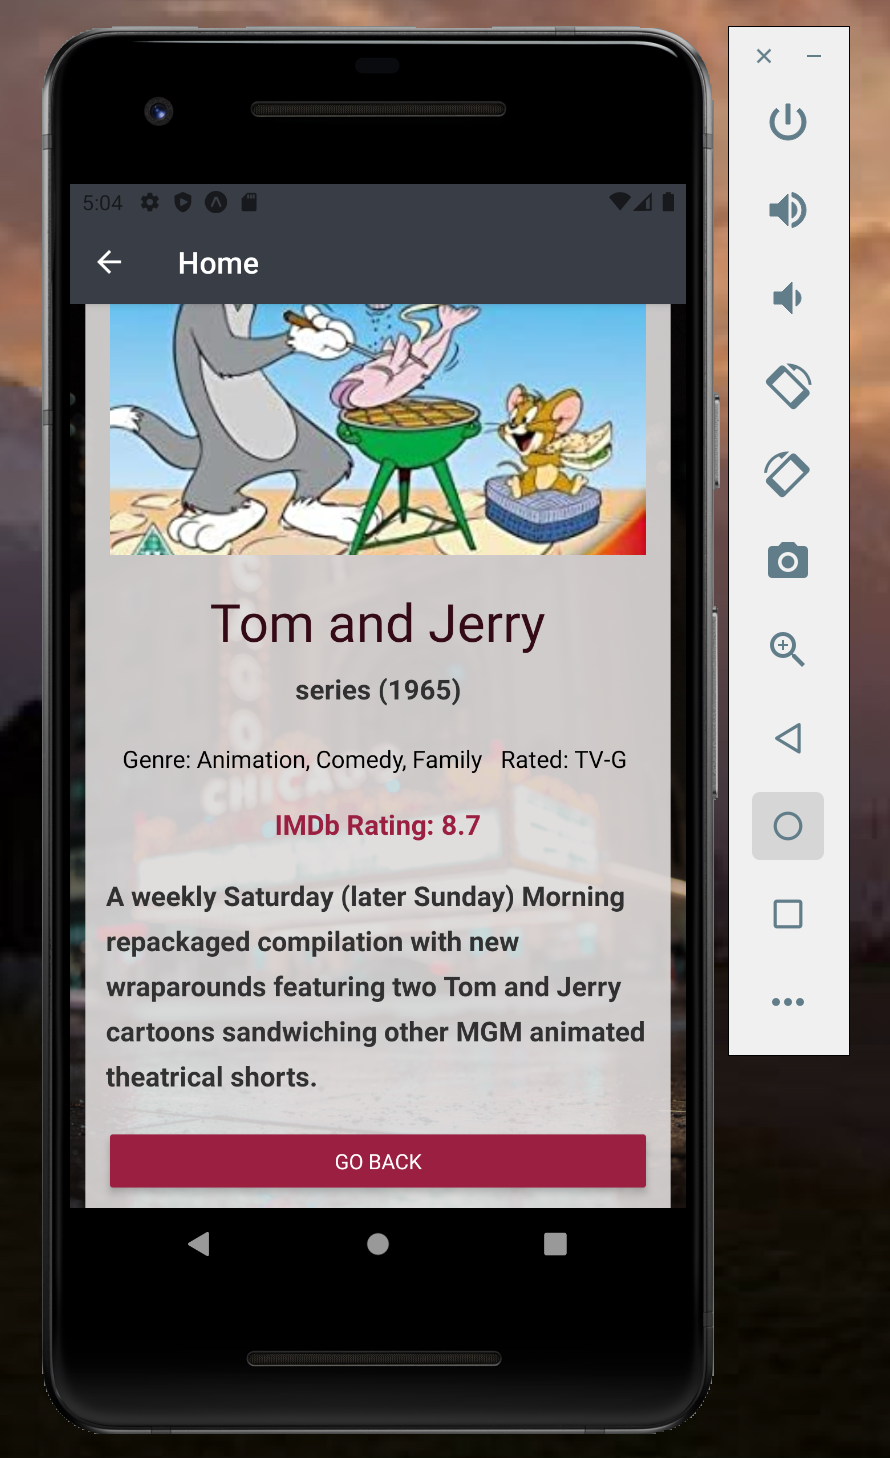 5:04
Home
Tom and Jerry
series (1965)
Genre: Animation, Comedy, Family Rated: TV-G
CHICAGO
IMDb Rating: 8.7
A weekly Saturday (later Sunday) Morning
repackaged compilation with new
wraparounds featuring two Tom and Jerry
cartoons sandwiching other MGM animated
theatrical shorts.
GO BACK